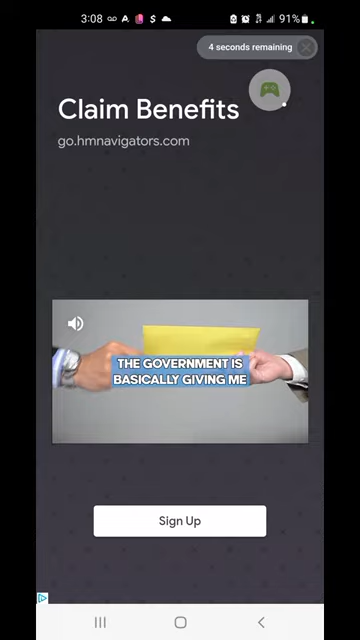 3:08
91%
4 seconds remaining
Claim Benefits
go.hmnavigators.com
THE GOVERNMENT IS
BASICALLY GIVING ME
Sign Up